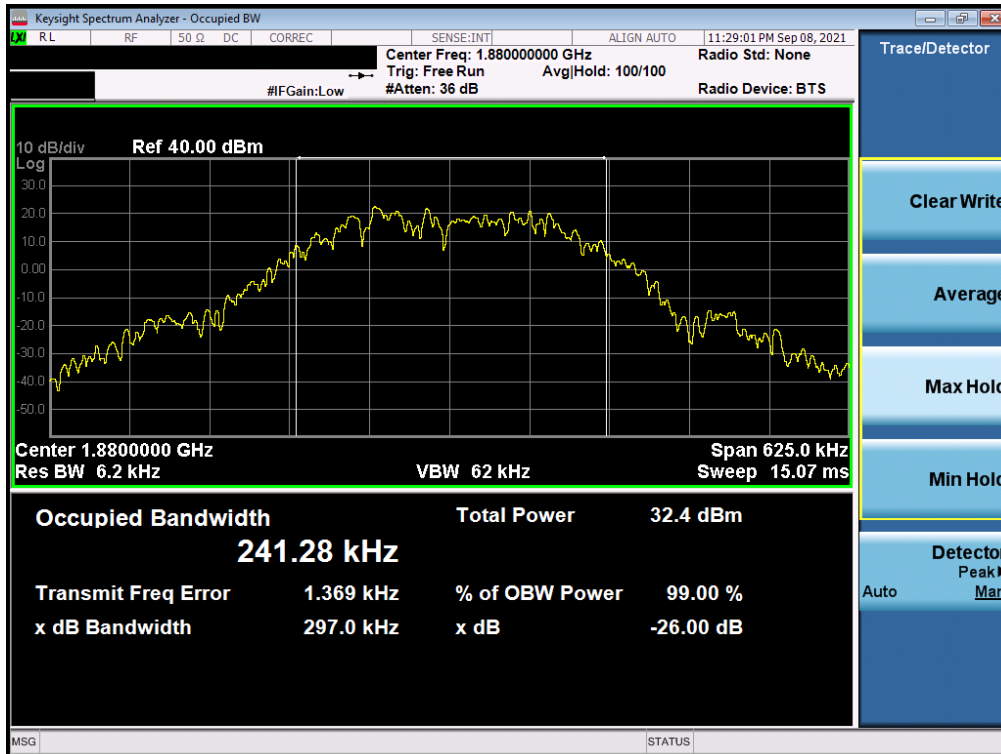 Keysight Spectrum Analyzer - Occupied BW
LXI RL RF 50 Ω DC CORREC SENSE:INT ALIGN AUTO 11:29:01 PM Sep 08, 2021
Center Freq: 1.880000000 GHz Radio Std: None
Trig: Free Run Avg|Hold: 100/100
#IFGain:Low #Atten: 36 dB Radio Device: BTS
10 dB/div Ref 40.00 dBm
Log
30.0
20.0
10.0
0.00
-10.0
-20.0
-30.0
-40.0
-50.0
Center 1.8800000 GHz Span 625.0 kHz
Res BW 6.2 kHz VBW 62 kHz Sweep 15.07 ms
Occupied Bandwidth Total Power 32.4 dBm
241.28 kHz
Transmit Freq Error 1.369 kHz % of OBW Power 99.00 %
x dB Bandwidth 297.0 kHz x dB -26.00 dB
MSG STATUS
Trace/Detector
Clear Write
Average
Max Hold
Min Hold
Detector
Peak
Auto Man